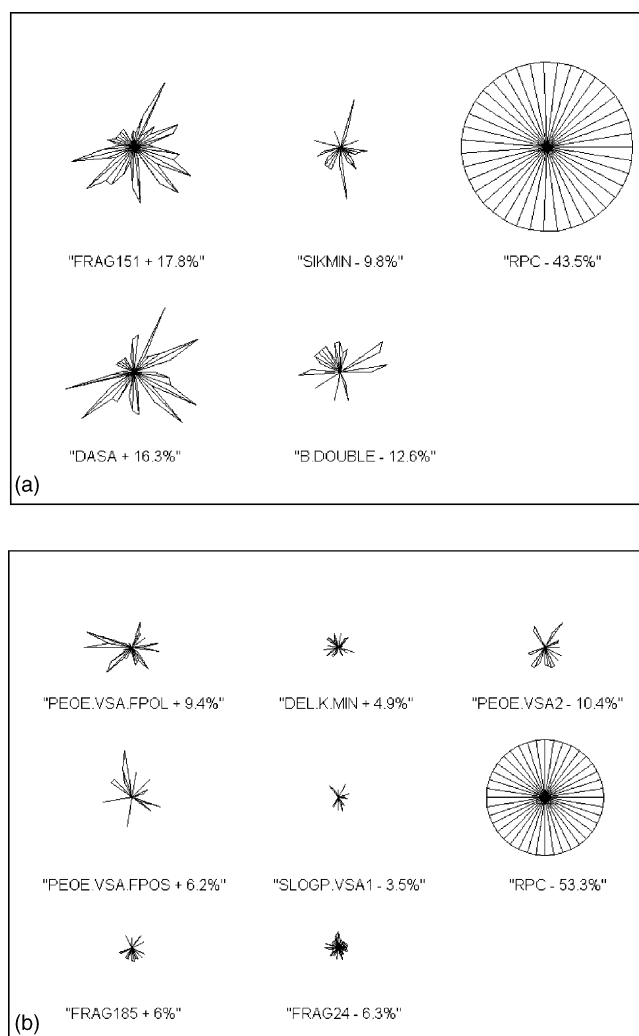 "FRAG151 + 17.8%" "SIKMIN - 9.8%" "RPC - 43.5%"
"DASA + 16.3%" "B.DOUBLE - 12.6%"
(a)
"PEOE.VSA.FPOL + 9.4%" "DEL.K.MIN + 4.9%" "PEOE.VSA2 - 10.4%"
"PEOE.VSA.FPOS + 6.2%" "SLOGP.VSA1 - 3.5%" "RPC - 53.3%"
"FRAG185 + 6%" "FRAG24 - 6.3%"
(b)